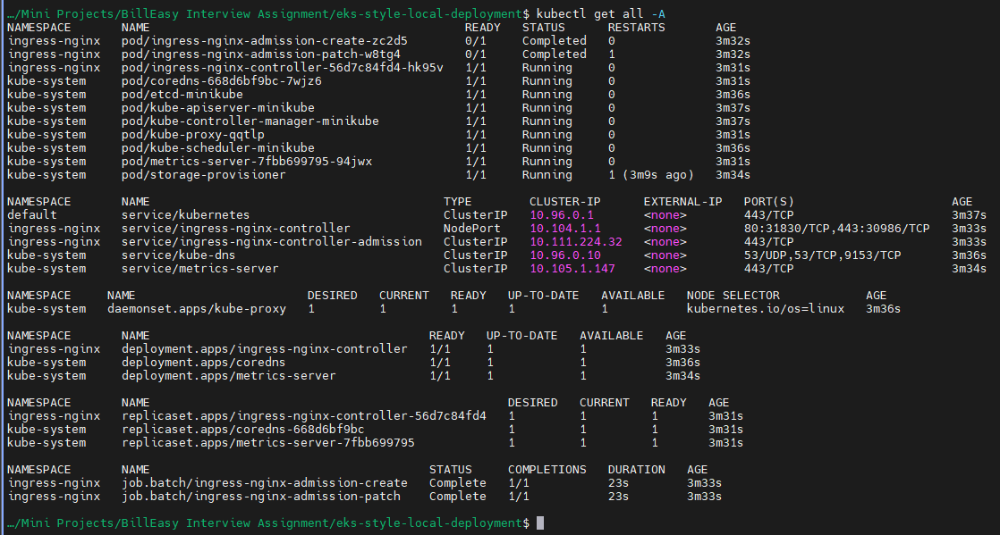 …/Mini Projects/BillEasy Interview Assignment/eks-style-local-deployment$ kubectl get all -A
NAMESPACE NAME READY STATUS RESTARTS AGE
ingress-nginx pod/ingress-nginx-admission-create-zc2d5 0/1 Completed 0 3m32s
ingress-nginx pod/ingress-nginx-admission-patch-w8tg4 0/1 Completed 1 3m32s
ingress-nginx pod/ingress-nginx-controller-56d7c84fd4-hk95v 1/1 Running 0 3m31s
kube-system pod/coredns-668d6bf9bc-7wjz6 1/1 Running 0 3m31s
kube-system pod/etcd-minikube 1/1 Running 0 3m36s
kube-system pod/kube-apiserver-minikube 1/1 Running 0 3m37s
kube-system pod/kube-controller-manager-minikube 1/1 Running 0 3m37s
kube-system pod/kube-proxy-qqtlp 1/1 Running 0 3m31s
kube-system pod/kube-scheduler-minikube 1/1 Running 0 3m36s
kube-system pod/metrics-server-7fbb699795-94jwx 1/1 Running 0 3m31s
kube-system pod/storage-provisioner 1/1 Running 1 (3m9s ago) 3m34s
NAMESPACE NAME TYPE CLUSTER-IP EXTERNAL-IP PORT(S) AGE
default service/kubernetes ClusterIP 10.96.0.1 <none> 443/TCP 3m37s
ingress-nginx service/ingress-nginx-controller NodePort 10.104.1.1 <none> 80:31830/TCP,443:30986/TCP 3m33s
ingress-nginx service/ingress-nginx-controller-admission ClusterIP 10.111.224.32 <none> 443/TCP 3m33s
kube-system service/kube-dns ClusterIP 10.96.0.10 <none> 53/UDP,53/TCP,9153/TCP 3m36s
kube-system service/metrics-server ClusterIP 10.105.1.147 <none> 443/TCP 3m34s
NAMESPACE NAME DESIRED CURRENT READY UP-TO-DATE AVAILABLE NODE SELECTOR AGE
kube-system daemonset.apps/kube-proxy 1 1 1 1 1 kubernetes.io/os=linux 3m36s
NAMESPACE NAME READY UP-TO-DATE AVAILABLE AGE
ingress-nginx deployment.apps/ingress-nginx-controller 1/1 1 1 3m33s
kube-system deployment.apps/coredns 1/1 1 1 3m36s
kube-system deployment.apps/metrics-server 1/1 1 1 3m34s
NAMESPACE NAME DESIRED CURRENT READY AGE
ingress-nginx replicaset.apps/ingress-nginx-controller-56d7c84fd4 1 1 1 3m31s
kube-system replicaset.apps/coredns-668d6bf9bc 1 1 1 3m31s
kube-system replicaset.apps/metrics-server-7fbb699795 1 1 1 3m31s
NAMESPACE NAME STATUS COMPLETIONS DURATION AGE
ingress-nginx job.batch/ingress-nginx-admission-create Complete 1/1 23s 3m33s
ingress-nginx job.batch/ingress-nginx-admission-patch Complete 1/1 23s 3m33s
…/Mini Projects/BillEasy Interview Assignment/eks-style-local-deployment$